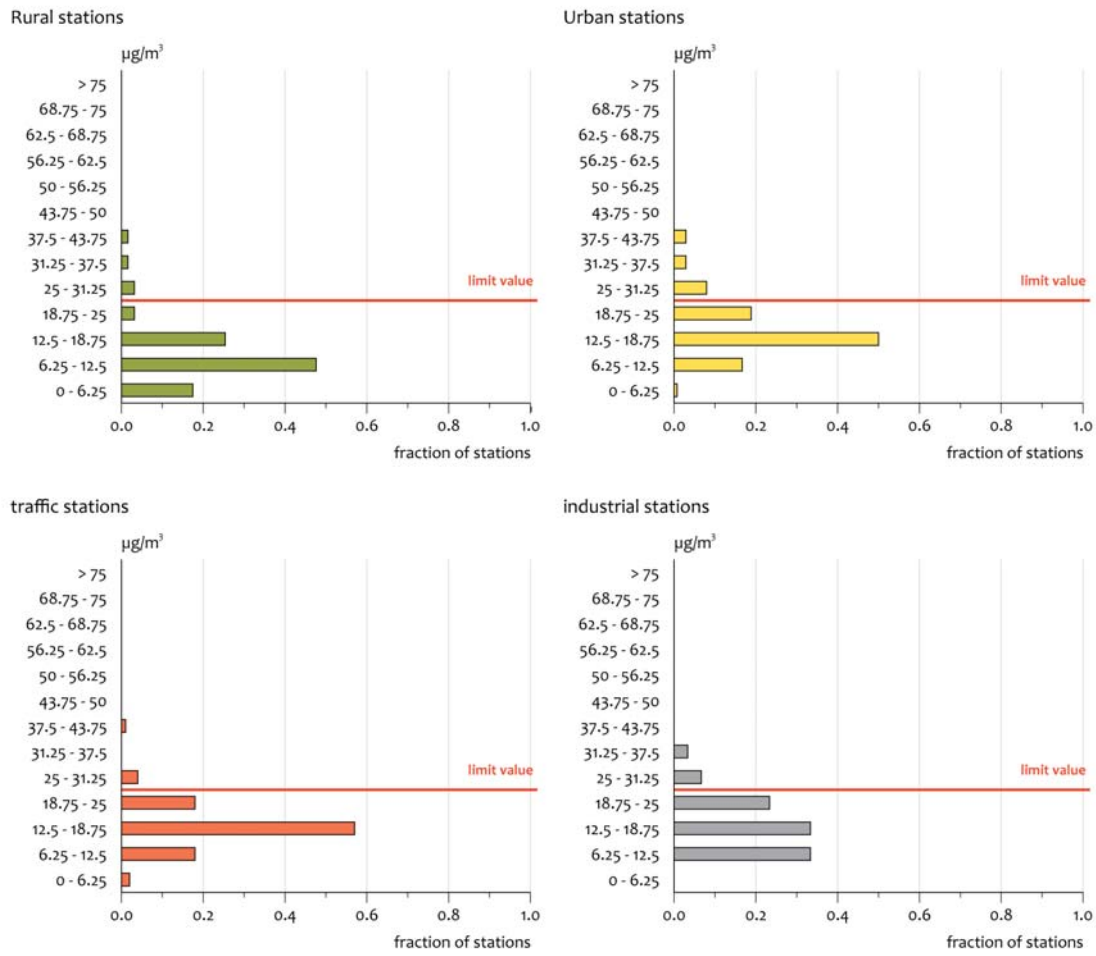 Rural stations
µg/m³
> 75
68.75 - 75
62.5 - 68.75
56.25 - 62.5
50 - 56.25
43.75 - 50
37.5 - 43.75
31.25 - 37.5
25 - 31.25
limit value
18.75 - 25
12.5 - 18.75
6.25 - 12.5
0 - 6.25
0.0 0.2 0.4 0.6 0.8 1.0
fraction of stations
Urban stations
µg/m³
> 75
68.75 - 75
62.5 - 68.75
56.25 - 62.5
50 - 56.25
43.75 - 50
37.5 - 43.75
31.25 - 37.5
25 - 31.25
limit value
18.75 - 25
12.5 - 18.75
6.25 - 12.5
0 - 6.25
0.0 0.2 0.4 0.6 0.8 1.0
fraction of stations
traffic stations
µg/m³
> 75
68.75 - 75
62.5 - 68.75
56.25 - 62.5
50 - 56.25
43.75 - 50
37.5 - 43.75
31.25 - 37.5
25 - 31.25
limit value
18.75 - 25
12.5 - 18.75
6.25 - 12.5
0 - 6.25
0.0 0.2 0.4 0.6 0.8 1.0
fraction of stations
industrial stations
µg/m³
> 75
68.75 - 75
62.5 - 68.75
56.25 - 62.5
50 - 56.25
43.75 - 50
37.5 - 43.75
31.25 - 37.5
25 - 31.25
limit value
18.75 - 25
12.5 - 18.75
6.25 - 12.5
0 - 6.25
0.0 0.2 0.4 0.6 0.8 1.0
fraction of stations